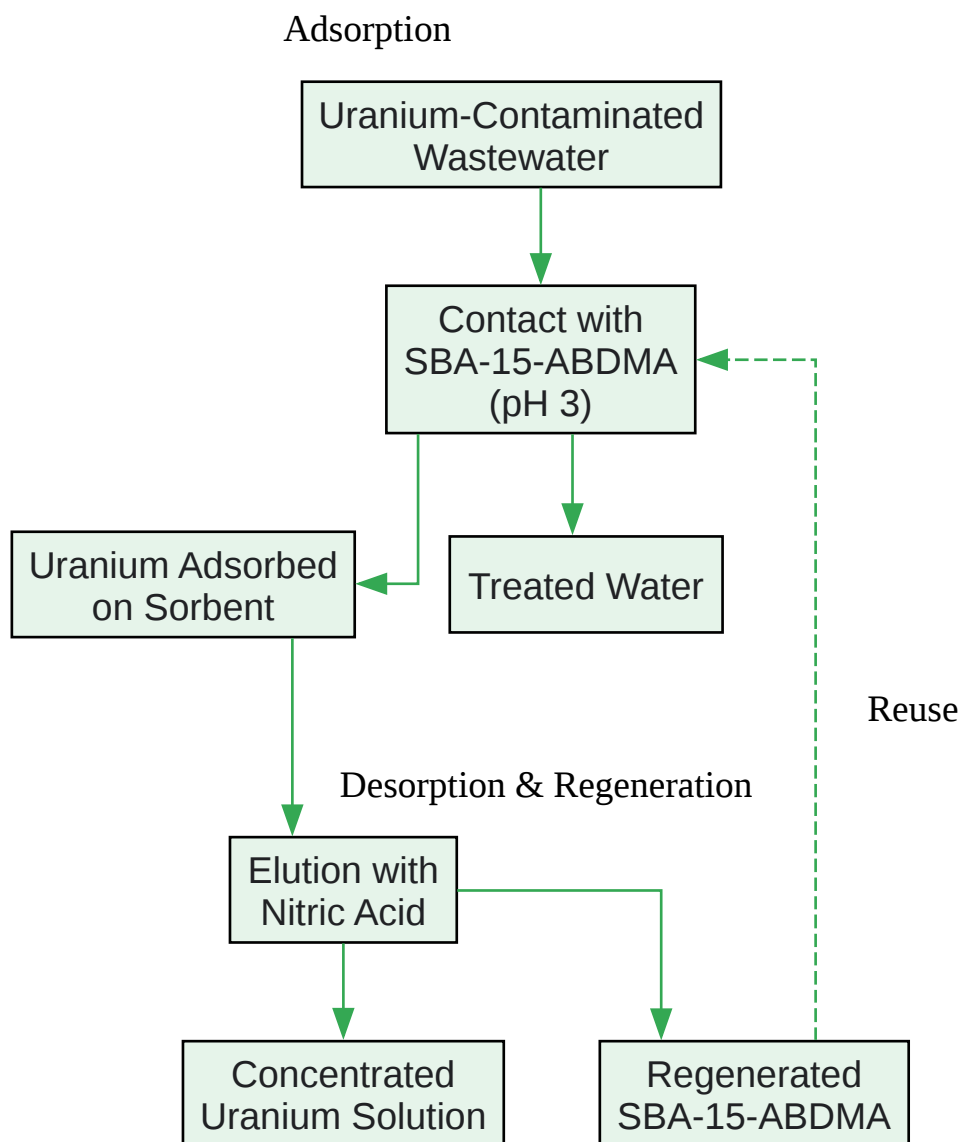 Adsorption
Uranium-Contaminated
Wastewater
Contact with
SBA-15-ABDMA
(pH 3)
Uranium Adsorbed
on Sorbent
Treated Water
Reuse
Desorption & Regeneration
Elution with
Nitric Acid
Concentrated
Uranium Solution
Regenerated
SBA-15-ABDMA